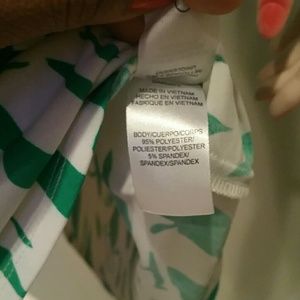 MADE IN VIETNAM
HECHO EN VIETNAM
FABRIQUE EN VIETNAM
BODY/CUERPO/CORPS
95% POLYESTER/
POLIESTER/POLYESTER
5% SPANDEX/
SPANDEX/SPANDEX